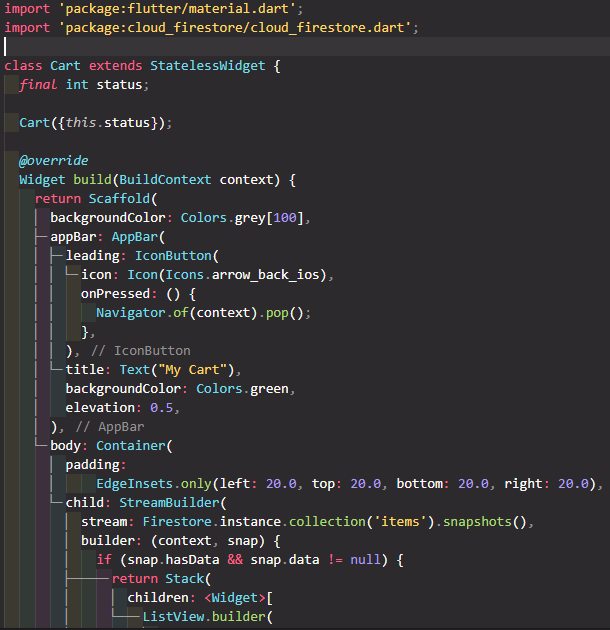 import 'package:flutter/material.dart';
import 'package:cloud_firestore/cloud_firestore.dart';
class Cart extends StatelessWidget {
final int status;
Cart({this.status});
@override
Widget build(BuildContext context) {
return Scaffold(
backgroundColor: Colors.grey[100],
appBar: AppBar(
leading: IconButton(
icon: Icon(Icons.arrow_back_ios),
onPressed: () {
Navigator.of(context).pop();
},
), // IconButton
title: Text("My Cart"),
backgroundColor: Colors.green,
elevation: 0.5,
), // AppBar
body: Container(
padding:
EdgeInsets.only(left: 20.0, top: 20.0, bottom: 20.0, right: 20.0),
child: StreamBuilder(
stream: Firestore.instance.collection('items').snapshots(),
builder: (context, snap) {
if (snap.hasData && snap.data != null) {
return Stack(
children: <Widget>[
ListView.builder(